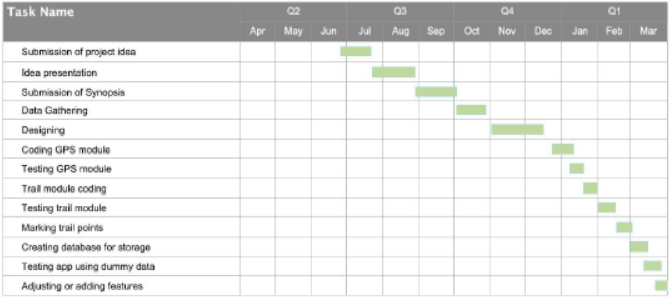 Task Name Q2 Q3 Q4 Q1
Apr May Jun Jul Aug Sep Oct Nov Dec Jan Feb Mar
Submission of project idea
Idea presentation
Submission of Synopsis
Data Gathering
Designing
Coding GPS module
Testing GPS module
Trail module coding
Testing trail module
Marking trail points
Creating database for storage
Testing app using dummy data
Adjusting or adding features